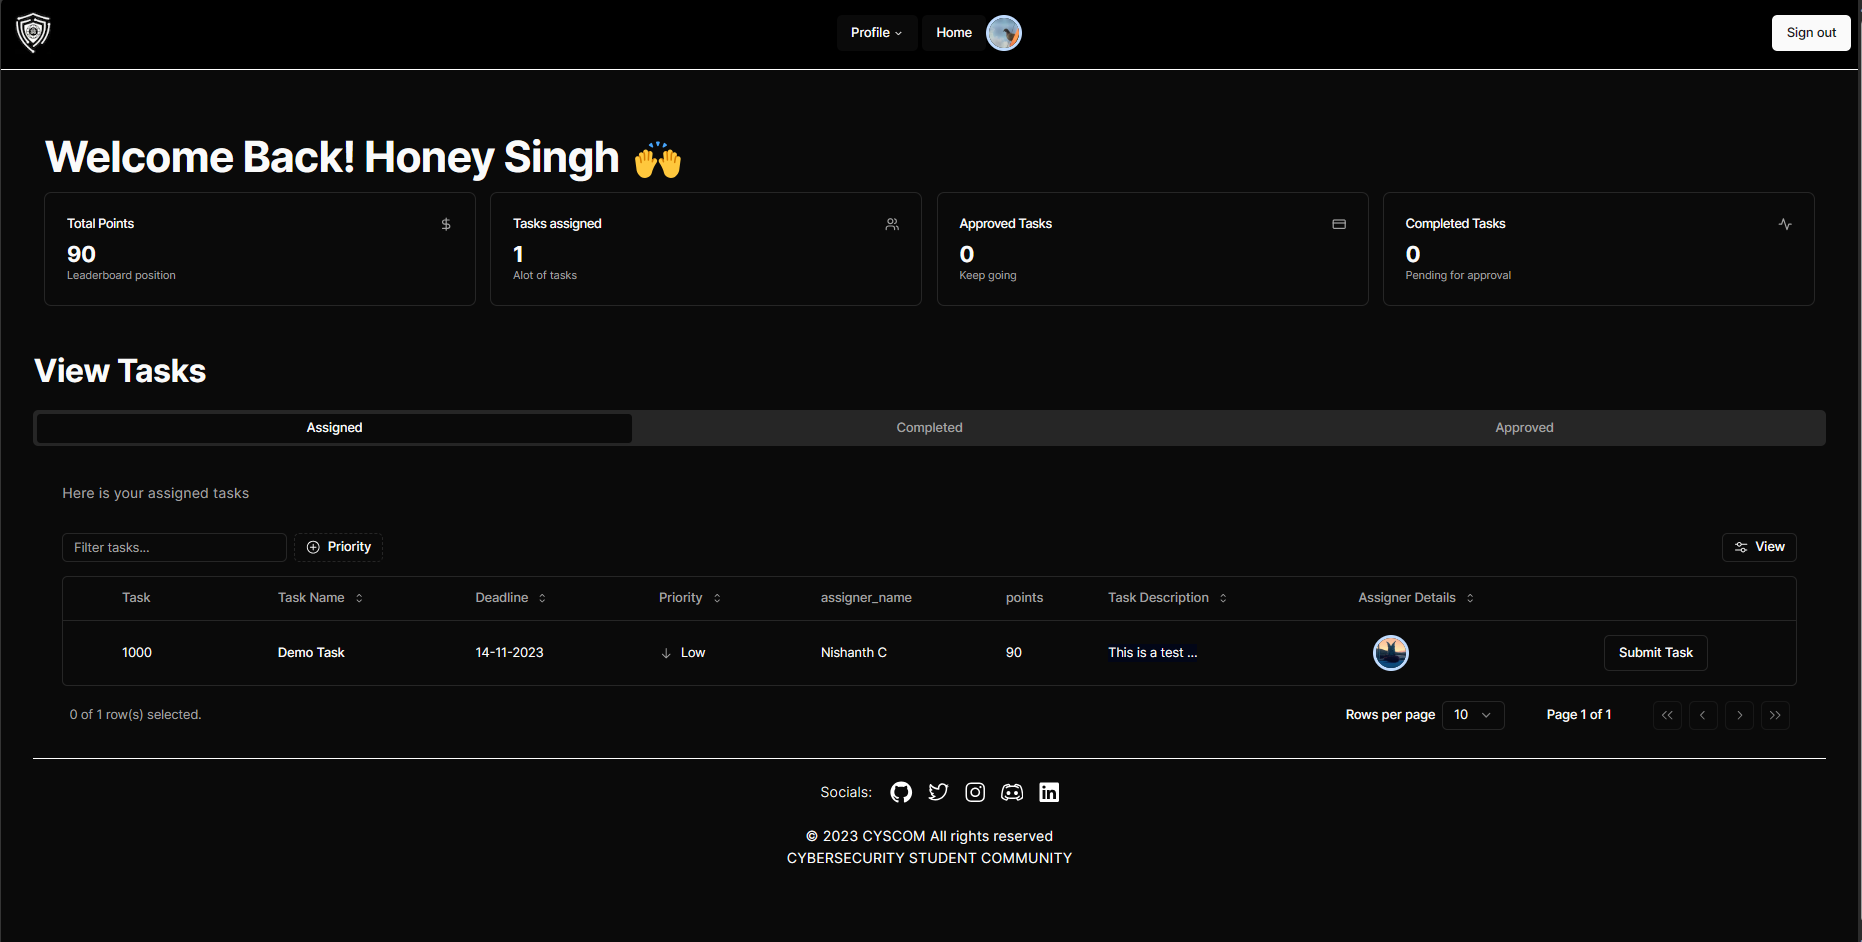 Profile Home Sign out
Welcome Back! Honey Singh 🙌
Total Points
90
Leaderboard position
Tasks assigned
1
Alot of tasks
Approved Tasks
0
Keep going
Completed Tasks
0
Pending for approval
View Tasks
Assigned Completed Approved
Here is your assigned tasks
Filter tasks... Priority View
Task Task Name Deadline Priority assigner_name points Task Description Assigner Details
1000 Demo Task 14-11-2023 Low Nishanth C 90 This is a test ... Submit Task
0 of 1 row(s) selected. Rows per page 10 Page 1 of 1
Socials:
© 2023 CYSCOM All rights reserved
CYBERSECURITY STUDENT COMMUNITY